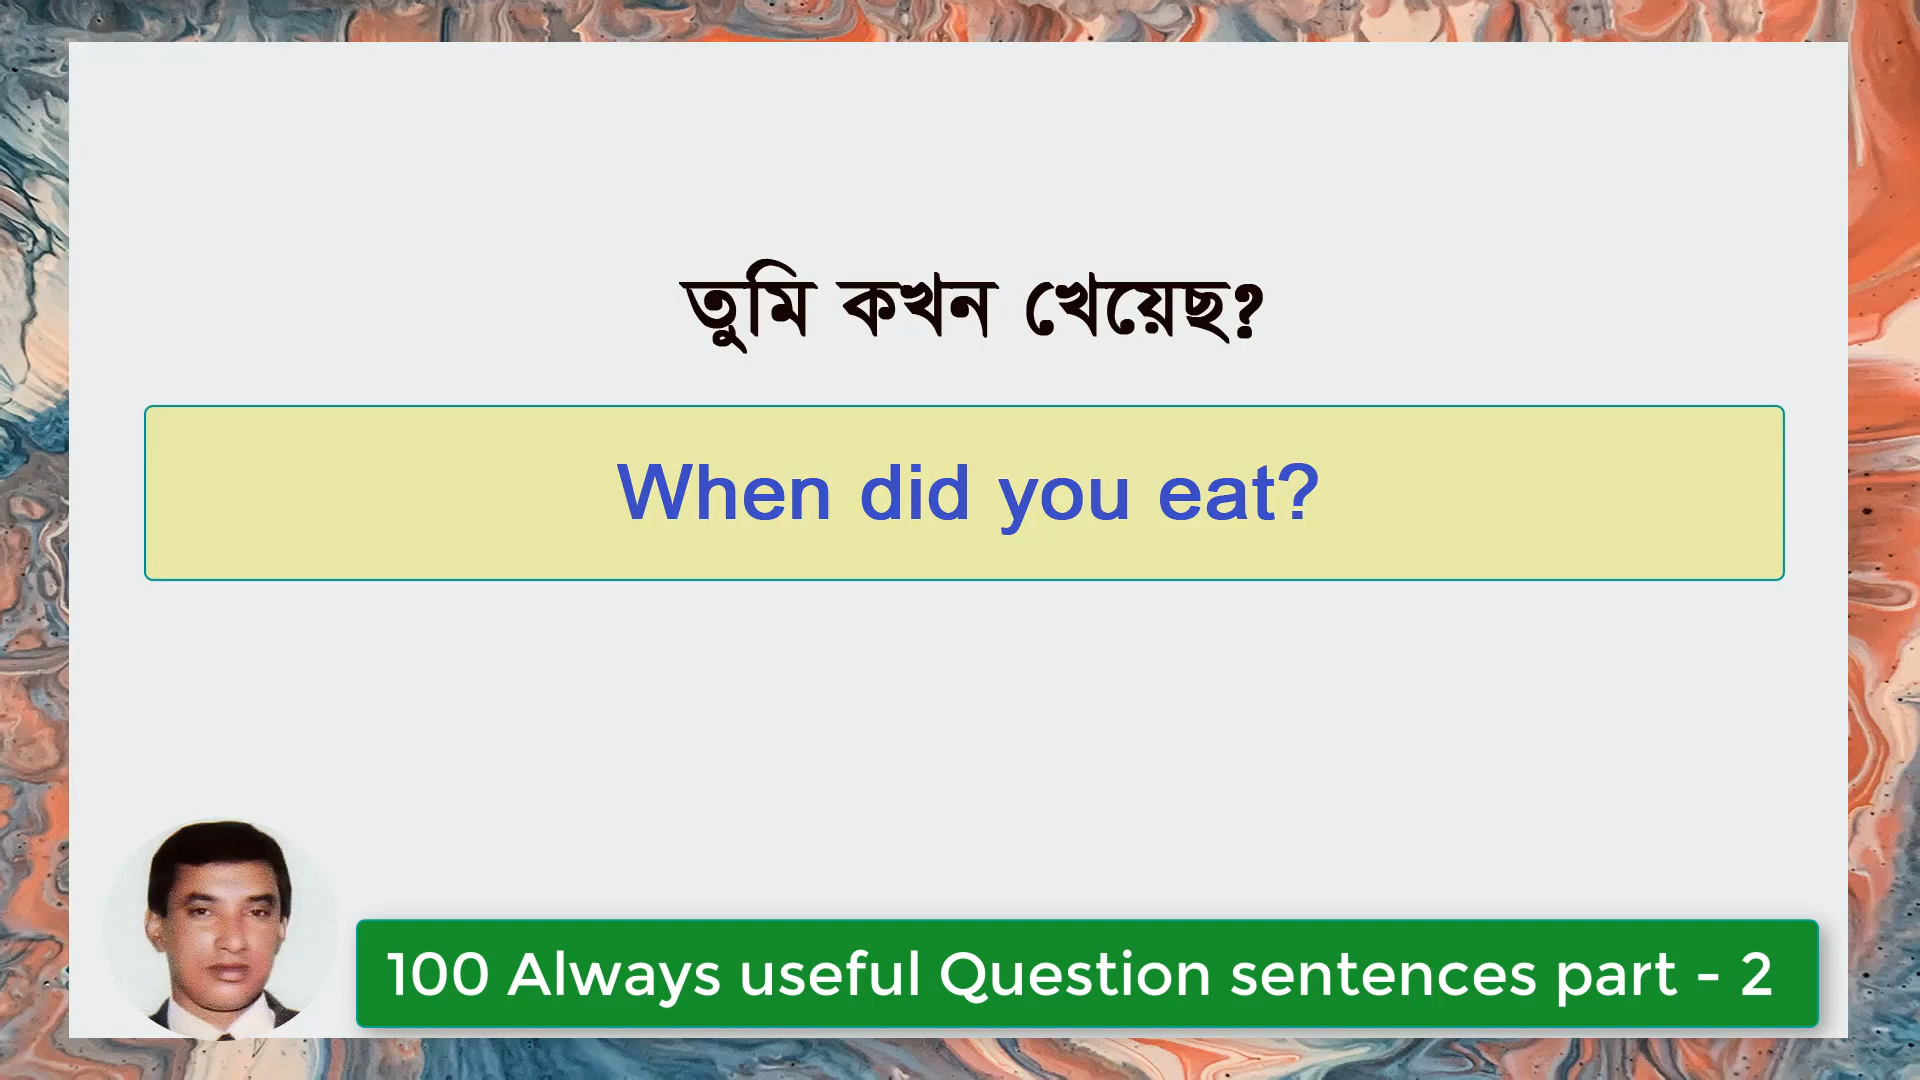 তুমি কখন খেয়েছ?
When did you eat?
100 Always useful Question sentences part - 2